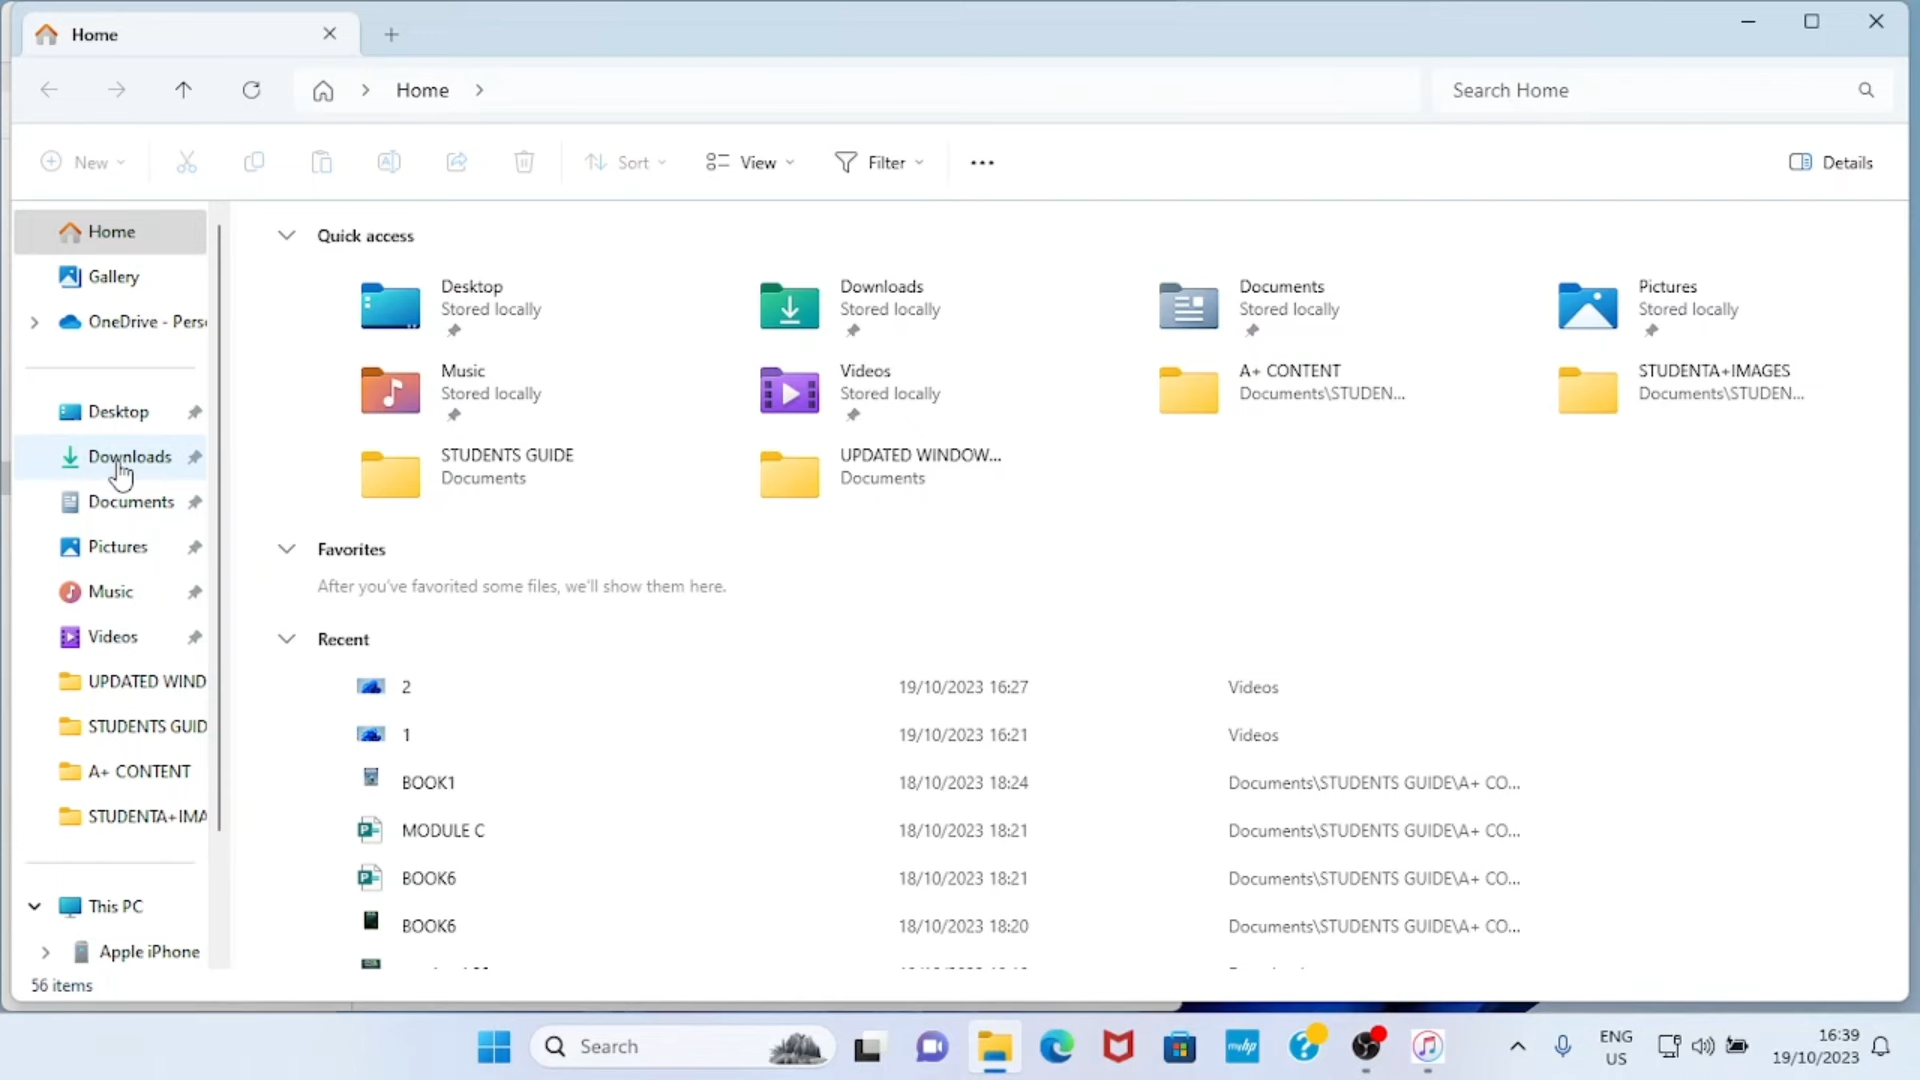 Home
Home
Search Home
New
Sort
View
Filter
Details
Home
Gallery
OneDrive - Pers
Desktop
Downloads
Documents
Pictures
Music
Videos
UPDATED WIND
STUDENTS GUID
A+ CONTENT
STUDENTA+IMA
This PC
Apple iPhone
56 items
Quick access
Desktop
Stored locally
Downloads
Stored locally
Documents
Stored locally
Pictures
Stored locally
Music
Stored locally
Videos
Stored locally
A+ CONTENT
Documents\STUDEN...
STUDENTA+IMAGES
Documents\STUDEN...
STUDENTS GUIDE
Documents
UPDATED WINDOW...
Documents
Favorites
After you've favorited some files, we'll show them here.
Recent
2 19/10/2023 16:27 Videos
1 19/10/2023 16:21 Videos
BOOK1 18/10/2023 18:24 Documents\STUDENTS GUIDE\A+ CO...
MODULE C 18/10/2023 18:21 Documents\STUDENTS GUIDE\A+ CO...
BOOK6 18/10/2023 18:21 Documents\STUDENTS GUIDE\A+ CO...
BOOK6 18/10/2023 18:20 Documents\STUDENTS GUIDE\A+ CO...
Search
myhp
ENG
US
16:39
19/10/2023